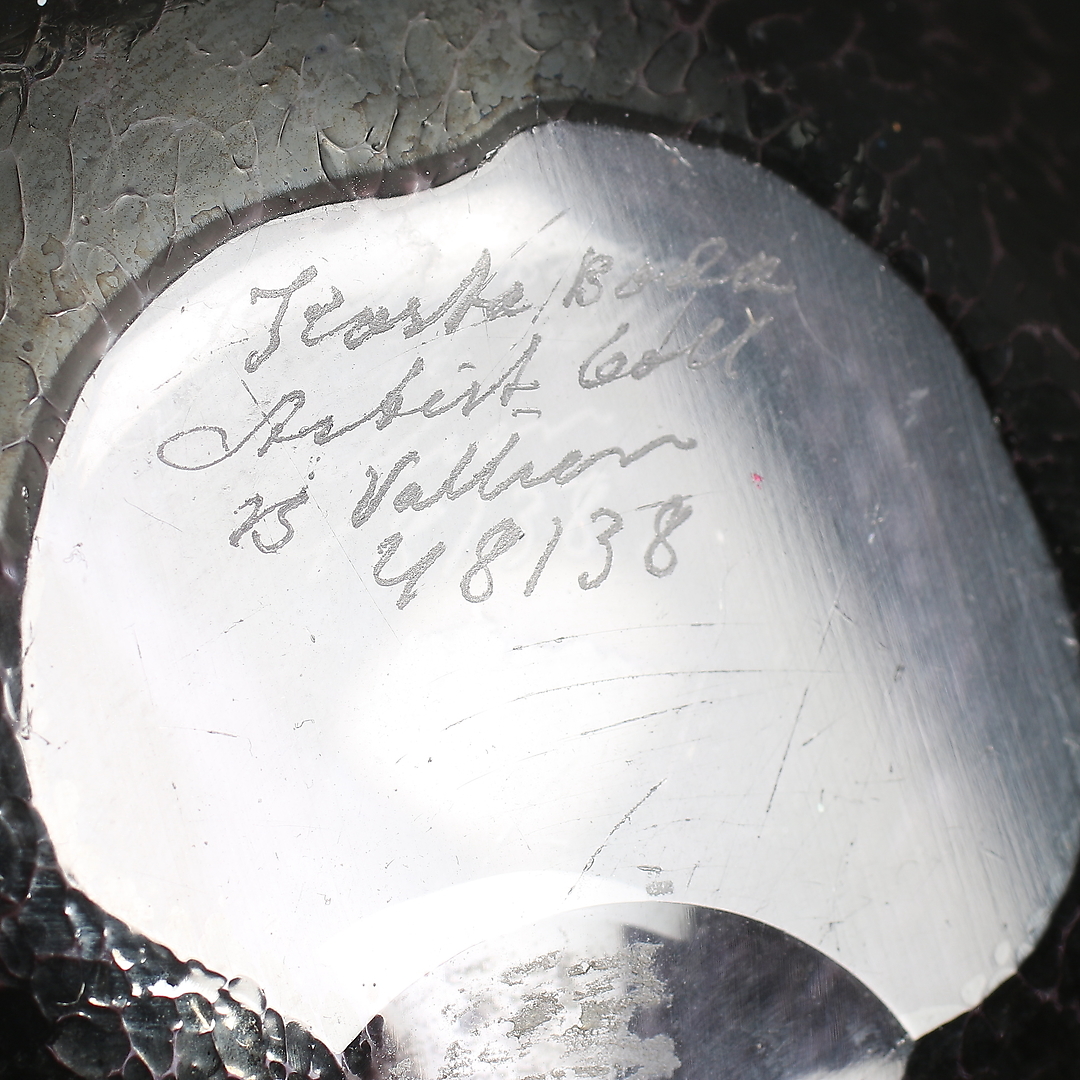 Kosta Boda
Artist Coll
B Vallien
48138